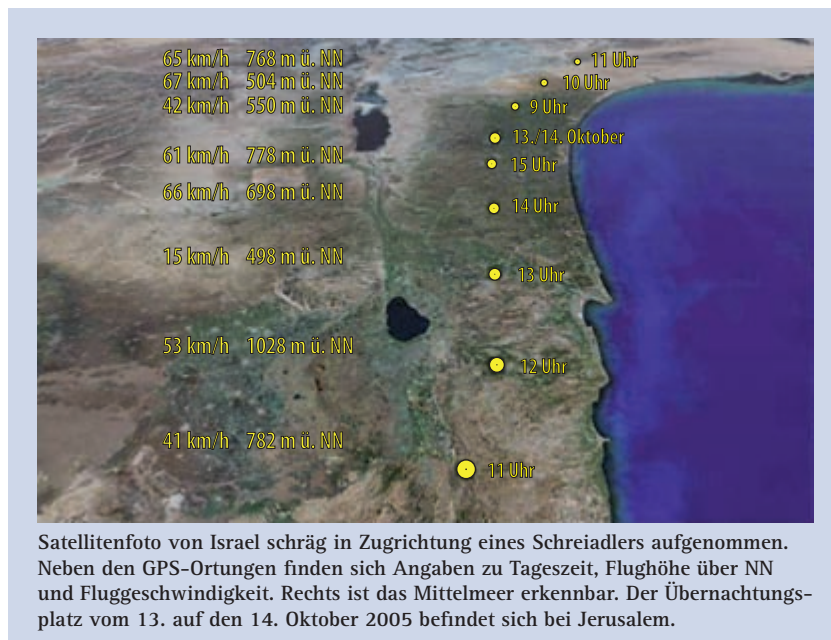 65 km/h 768 m ü. NN 11 Uhr
67 km/h 504 m ü. NN 10 Uhr
42 km/h 550 m ü. NN 9 Uhr
13./14. Oktober
61 km/h 778 m ü. NN 15 Uhr
66 km/h 698 m ü. NN 14 Uhr
15 km/h 498 m ü. NN 13 Uhr
53 km/h 1028 m ü. NN 12 Uhr
41 km/h 782 m ü. NN 11 Uhr
Satellitenfoto von Israel schräg in Zugrichtung eines Schreiadlers aufgenommen.
Neben den GPS-Ortungen finden sich Angaben zu Tageszeit, Flughöhe über NN
und Fluggeschwindigkeit. Rechts ist das Mittelmeer erkennbar. Der Übernachtungs-
platz vom 13. auf den 14. Oktober 2005 befindet sich bei Jerusalem.